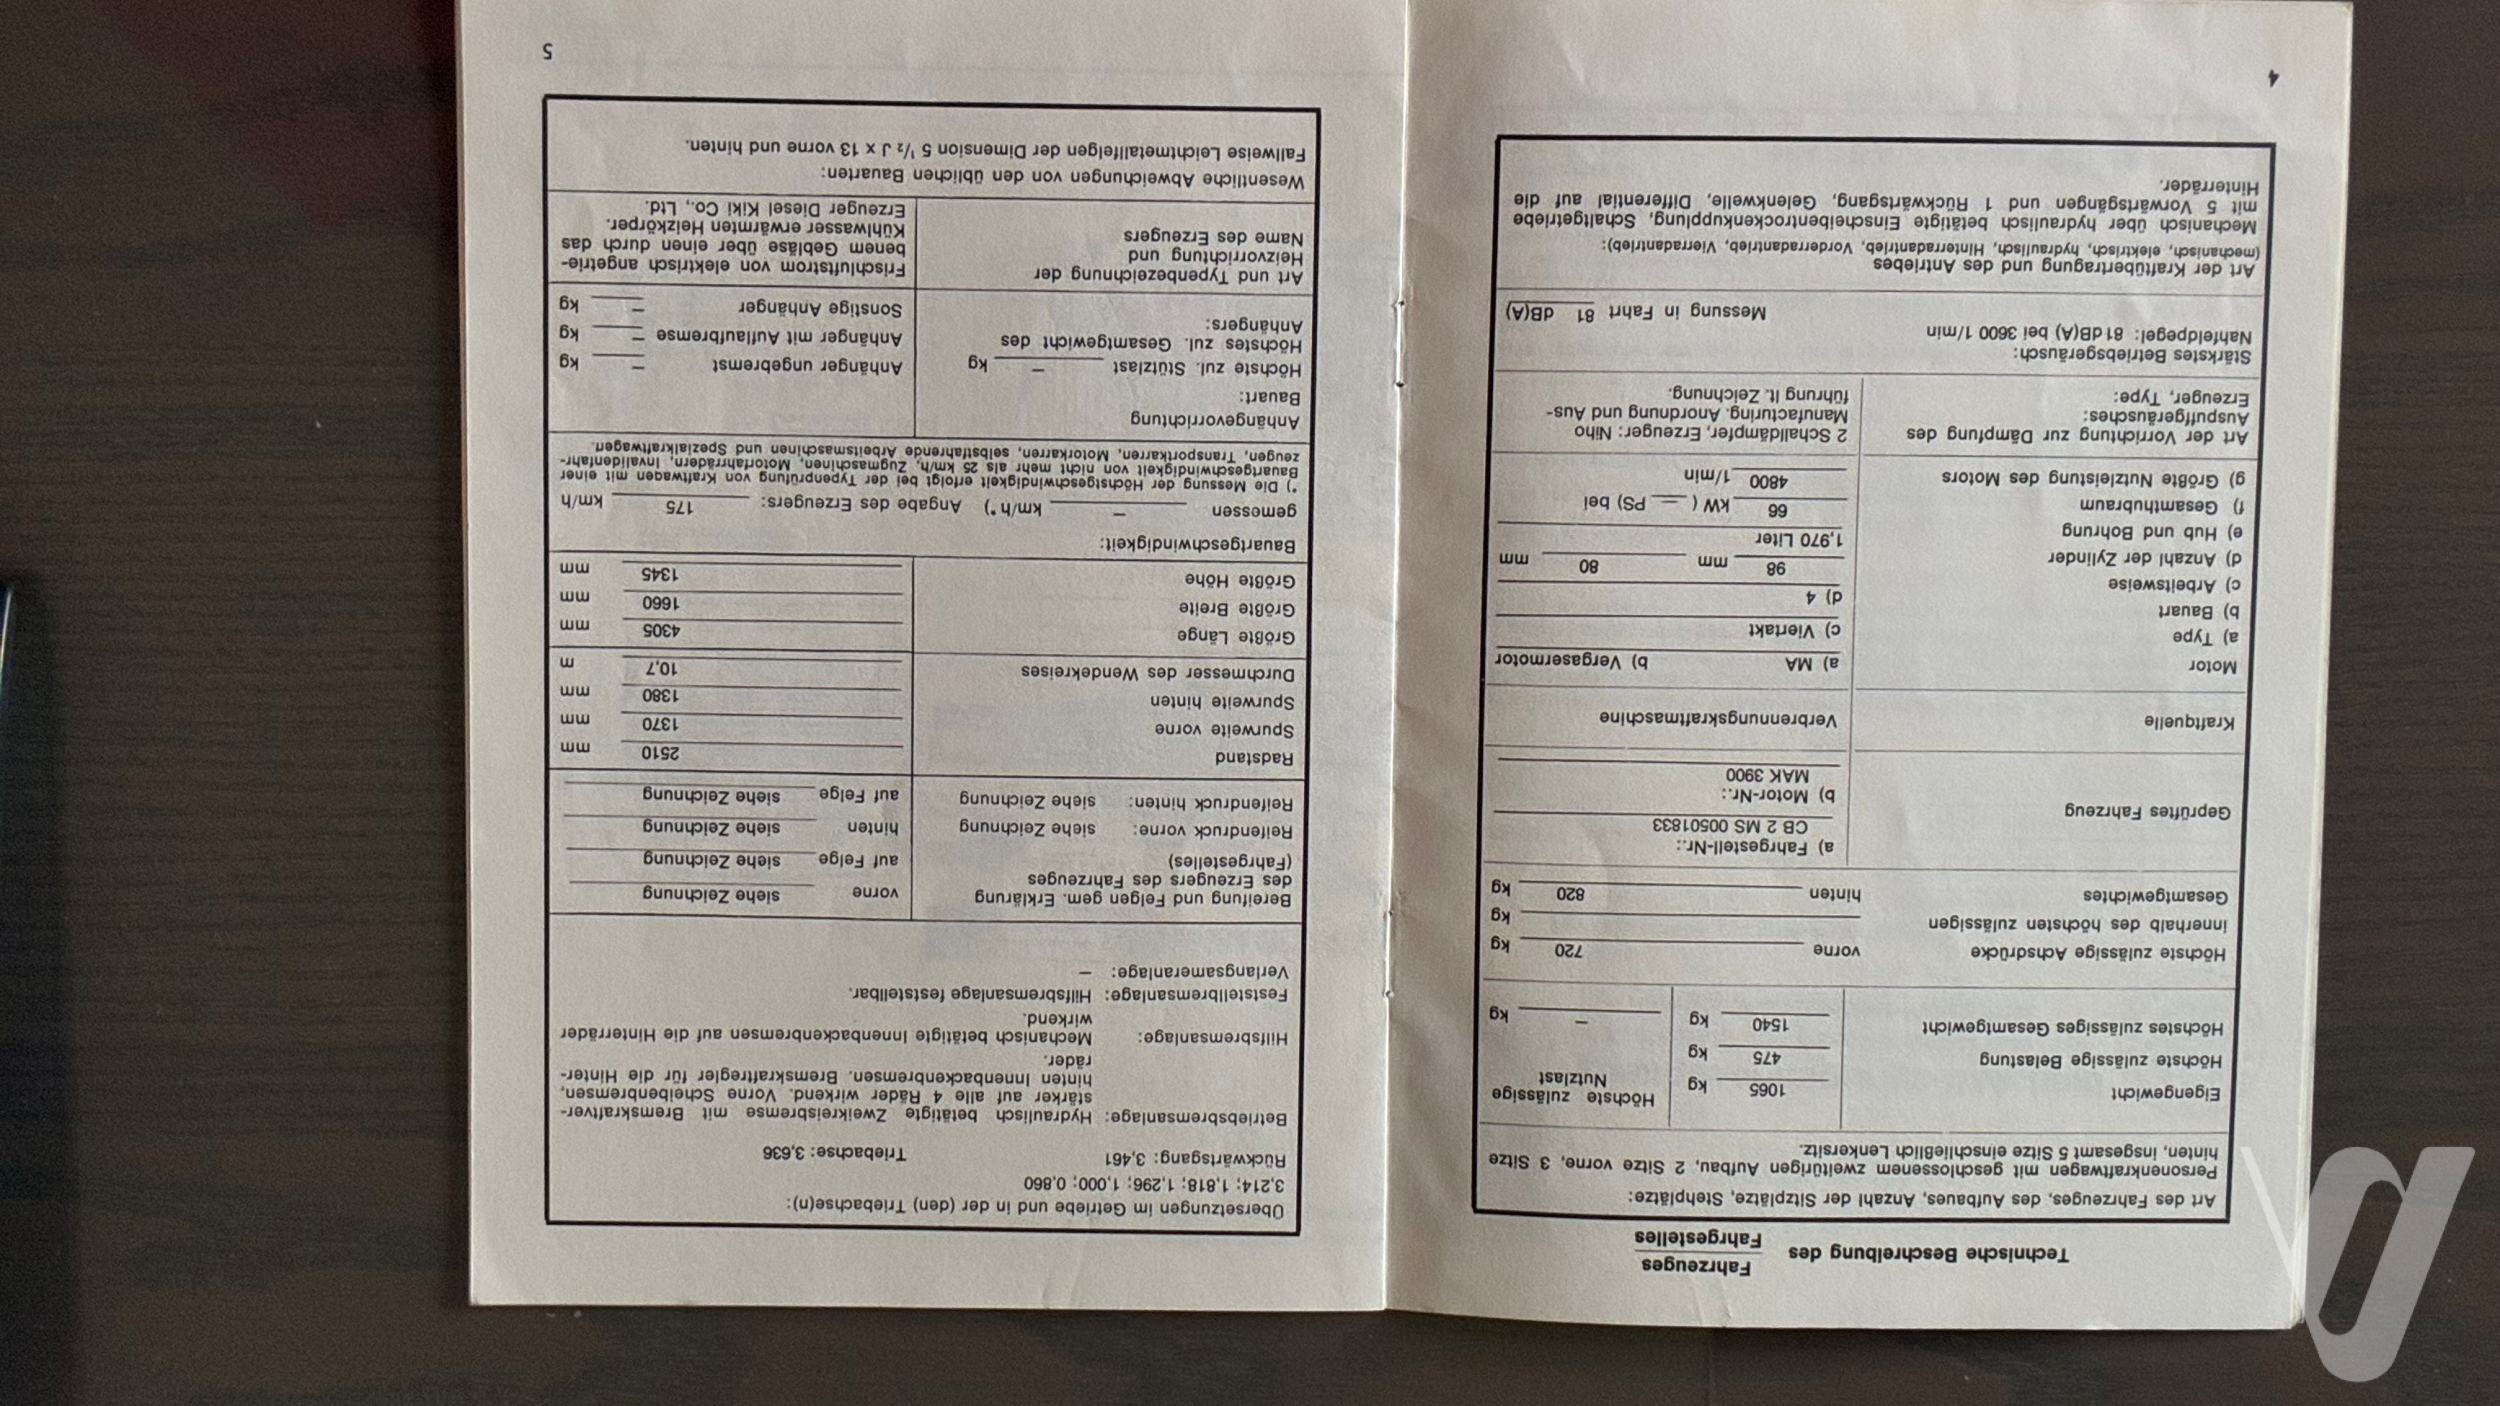 Technische Beschreibung des Fahrzeuges
Fahrgestelles
Art des Fahrzeuges, des Aufbaues, Anzahl der Sitzplätze, Stehplätze:
Personenkraftwagen mit geschlossenem zweitürigen Aufbau, 2 Sitze vorne, 3 Sitze
hinten, insgesamt 5 Sitze einschließlich Lenkersitz.
Eigengewicht 1065 kg Höchste zulässige
Nutzlast
Höchste zulässige Belastung 475 kg
Höchstes zulässiges Gesamtgewicht 1540 kg – kg
Höchste zulässige Achsdrücke vorne 720 kg
innerhalb des höchsten zulässigen kg
Gesamtgewichtes hinten 820 kg
Geprüftes Fahrzeug
a) Fahrgestell-Nr.:
CB 2 MS 00501833
b) Motor-Nr.:
MAK 3900
Kraftquelle Verbrennungskraftmaschine
Motor a) MA b) Vergasermotor
a) Type
b) Bauart c) Viertakt
c) Arbeitsweise d) 4
d) Anzahl der Zylinder 98 mm 80 mm
e) Hub und Bohrung 1,970 Liter
f) Gesamthubraum 66 kW ( — PS) bei
g) Größte Nutzleistung des Motors 4800 1/min
Art der Vorrichtung zur Dämpfung des
Auspuffgeräusches:
Erzeuger, Type:
2 Schalldämpfer, Erzeuger: Niho
Manufacturing. Anordnung und Aus-
führung lt. Zeichnung.
Stärkstes Betriebsgeräusch:
Nahfeldpegel: 81 dB(A) bei 3600 1/min
Messung in Fahrt 81 dB(A)
Art der Kraftübertragung und des Antriebes
(mechanisch, elektrisch, hydraulisch, Hinterradantrieb, Vorderradantrieb, Vierradantrieb):
Mechanisch über hydraulisch betätigte Einscheibentrockenkupplung, Schaltgetriebe
mit 5 Vorwärtsgängen und 1 Rückwärtsgang, Gelenkwelle, Differential auf die
Hinterräder.
4
Übersetzungen im Getriebe und in der (den) Triebachse(n):
3,214; 1,818; 1,296; 1,000; 0,860
Rückwärtsgang: 3,461 Triebachse: 3,636
Betriebsbremsanlage: Hydraulisch betätigte Zweikreisbremse mit Bremskraftver-
stärker auf alle 4 Räder wirkend. Vorne Scheibenbremsen,
hinten Innenbackenbremsen. Bremskraftregler für die Hinter-
räder.
Hilfsbremsanlage: Mechanisch betätigte Innenbackenbremsen auf die Hinterräder
wirkend.
Feststellbremsanlage: Hilfsbremsanlage feststellbar.
Verlangsameranlage: –
Bereifung und Felgen gem. Erklärung
des Erzeugers des Fahrzeuges
(Fahrgestelles)
Reifendruck vorne: siehe Zeichnung
Reifendruck hinten: siehe Zeichnung
vorne siehe Zeichnung
auf Felge siehe Zeichnung
hinten siehe Zeichnung
auf Felge siehe Zeichnung
Radstand 2510 mm
Spurweite vorne 1370 mm
Spurweite hinten 1380 mm
Durchmesser des Wendekreises 10,7 m
Größte Länge 4305 mm
Größte Breite 1660 mm
Größte Höhe 1345 mm
Bauartgeschwindigkeit:
gemessen – km/h *) Angabe des Erzeugers: 175 km/h
*) Die Messung der Höchstgeschwindigkeit erfolgt bei der Typenprüfung von Kraftwagen mit einer
Bauartgeschwindigkeit von nicht mehr als 25 km/h, Zugmaschinen, Motorfahrrädern, Invalidenfahr-
zeugen, Transportkarren, Motorkarren, selbstfahrende Arbeitsmaschinen und Spezialkraftwagen.
Anhängevorrichtung
Bauart:
Höchste zul. Stützlast – kg
Höchstes zul. Gesamtgewicht des
Anhängers:
Anhänger ungebremst – kg
Anhänger mit Auflaufbremse – kg
Sonstige Anhänger – kg
Art und Typenbezeichnung der
Heizvorrichtung und
Name des Erzeugers
Frischluftstrom von elektrisch angetrie-
benem Gebläse über einen durch das
Kühlwasser erwärmten Heizkörper.
Erzeuger Diesel Kiki Co., Ltd.
Wesentliche Abweichungen von den üblichen Bauarten:
Fallweise Leichtmetallfelgen der Dimension 5 ½ J x 13 vorne und hinten.
5